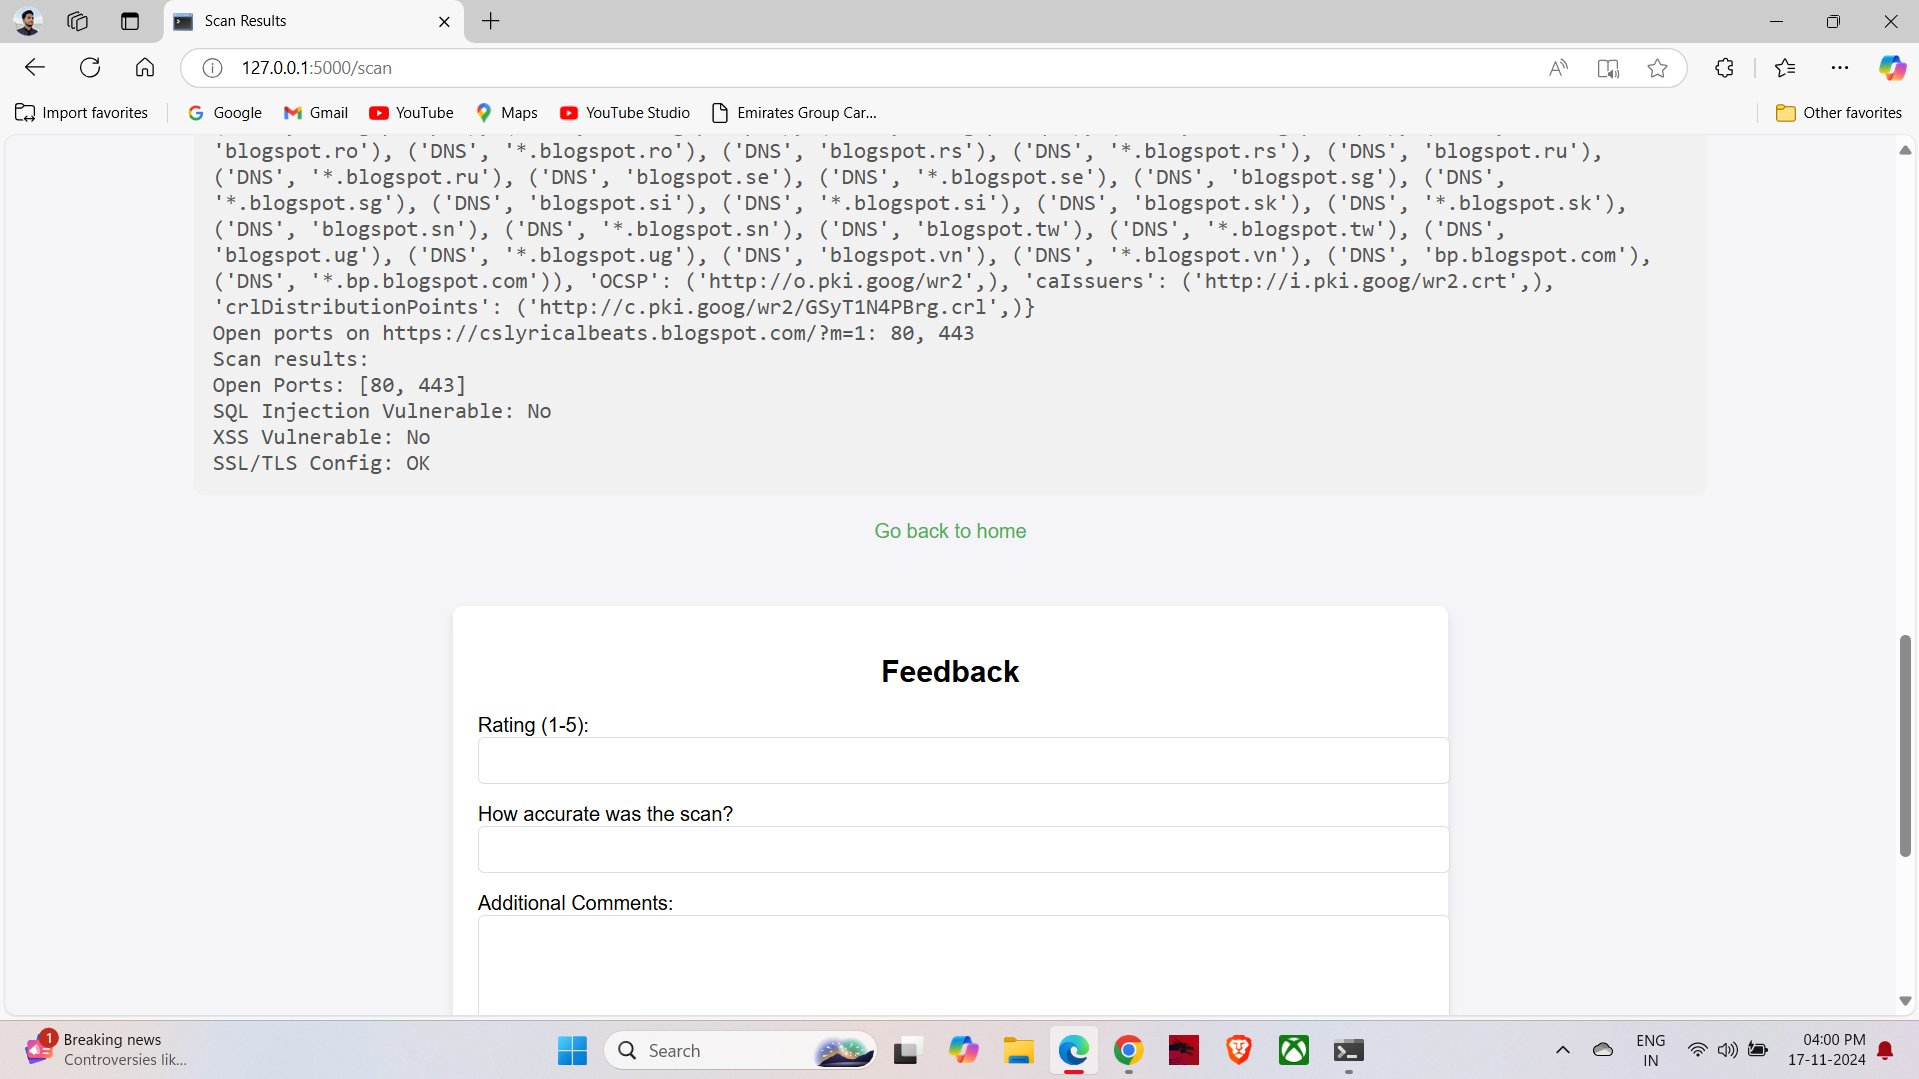 Scan Results
127.0.0.1:5000/scan
Import favorites
Google
Gmail
YouTube
Maps
YouTube Studio
Emirates Group Car...
Other favorites
'blogspot.ro'), ('DNS', '*.blogspot.ro'), ('DNS', 'blogspot.rs'), ('DNS', '*.blogspot.rs'), ('DNS', 'blogspot.ru'),
('DNS', '*.blogspot.ru'), ('DNS', 'blogspot.se'), ('DNS', '*.blogspot.se'), ('DNS', 'blogspot.sg'), ('DNS',
'*.blogspot.sg'), ('DNS', 'blogspot.si'), ('DNS', '*.blogspot.si'), ('DNS', 'blogspot.sk'), ('DNS', '*.blogspot.sk'),
('DNS', 'blogspot.sn'), ('DNS', '*.blogspot.sn'), ('DNS', 'blogspot.tw'), ('DNS', '*.blogspot.tw'), ('DNS',
'blogspot.ug'), ('DNS', '*.blogspot.ug'), ('DNS', 'blogspot.vn'), ('DNS', '*.blogspot.vn'), ('DNS', 'bp.blogspot.com'),
('DNS', '*.bp.blogspot.com')), 'OCSP': ('http://o.pki.goog/wr2',), 'caIssuers': ('http://i.pki.goog/wr2.crt',),
'crlDistributionPoints': ('http://c.pki.goog/wr2/GSyT1N4PBrg.crl',)}
Open ports on https://cslyricalbeats.blogspot.com/?m=1: 80, 443
Scan results:
Open Ports: [80, 443]
SQL Injection Vulnerable: No
XSS Vulnerable: No
SSL/TLS Config: OK
Go back to home
Feedback
Rating (1-5):
How accurate was the scan?
Additional Comments:
1
Breaking news
Controversies lik...
Search
ENG
IN
04:00 PM
17-11-2024